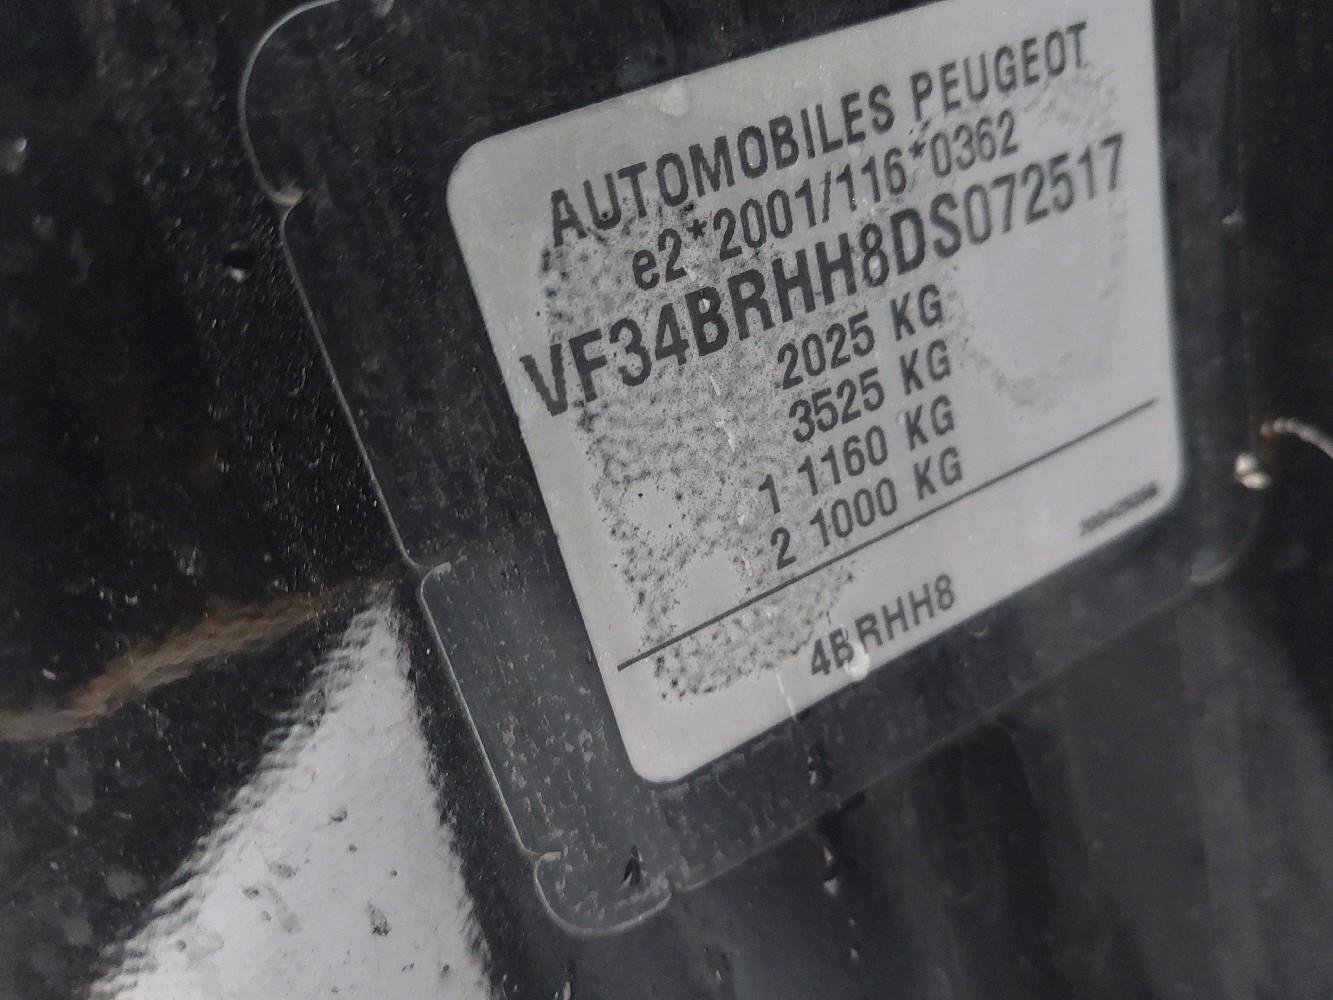 AUTOMOBILES PEUGEOT
e2*2001/116*0362
VF34BRHH8DS072517
2025 KG
3525 KG
1 1160 KG
2 1000 KG
4BRHH8